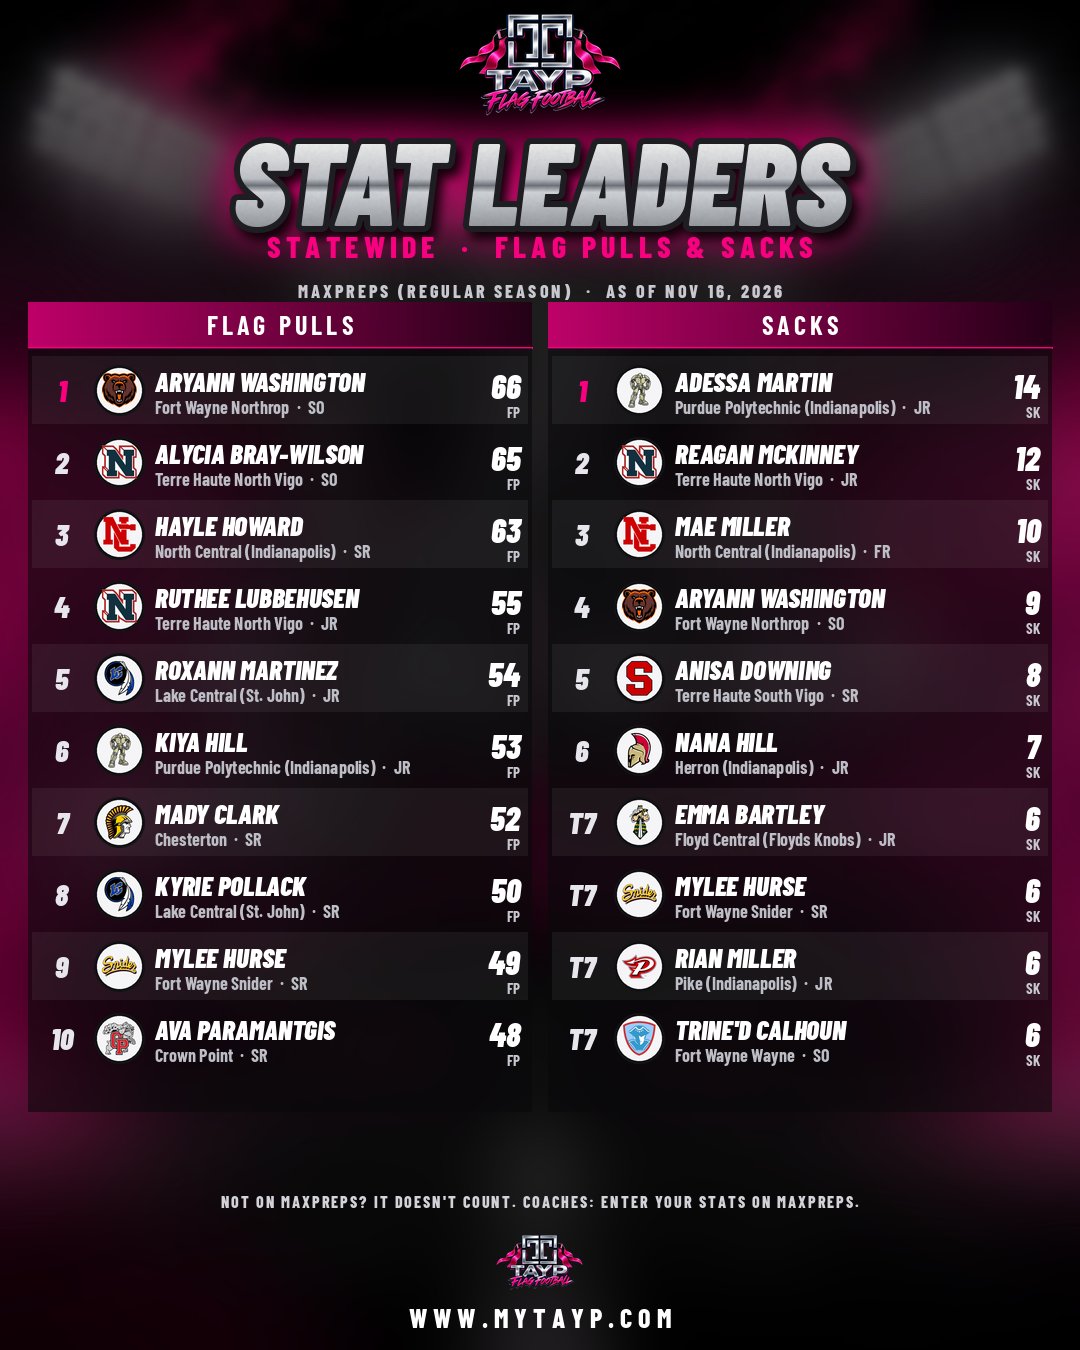 TAYP
FLAG FOOTBALL
STAT LEADERS
STATEWIDE · FLAG PULLS & SACKS
MAXPREPS (REGULAR SEASON) · AS OF NOV 16, 2026
FLAG PULLS
1 ARYANN WASHINGTON 66
Fort Wayne Northrop · SO FP
2 ALYCIA BRAY-WILSON 65
Terre Haute North Vigo · SO FP
3 HAYLE HOWARD 63
North Central (Indianapolis) · SR FP
4 RUTHEE LUBBEHUSEN 55
Terre Haute North Vigo · JR FP
5 ROXANN MARTINEZ 54
Lake Central (St. John) · JR FP
6 KIYA HILL 53
Purdue Polytechnic (Indianapolis) · JR FP
7 MADY CLARK 52
Chesterton · SR FP
8 KYRIE POLLACK 50
Lake Central (St. John) · SR FP
9 MYLEE HURSE 49
Fort Wayne Snider · SR FP
10 AVA PARAMANTGIS 48
Crown Point · SR FP
SACKS
1 ADESSA MARTIN 14
Purdue Polytechnic (Indianapolis) · JR SK
2 REAGAN MCKINNEY 12
Terre Haute North Vigo · JR SK
3 MAE MILLER 10
North Central (Indianapolis) · FR SK
4 ARYANN WASHINGTON 9
Fort Wayne Northrop · SO SK
5 ANISA DOWNING 8
Terre Haute South Vigo · SR SK
6 NANA HILL 7
Herron (Indianapolis) · JR SK
T7 EMMA BARTLEY 6
Floyd Central (Floyds Knobs) · JR SK
T7 MYLEE HURSE 6
Fort Wayne Snider · SR SK
T7 RIAN MILLER 6
Pike (Indianapolis) · JR SK
T7 TRINE'D CALHOUN 6
Fort Wayne Wayne · SO SK
NOT ON MAXPREPS? IT DOESN'T COUNT. COACHES: ENTER YOUR STATS ON MAXPREPS.
TAYP
FLAG FOOTBALL
WWW.MYTAYP.COM